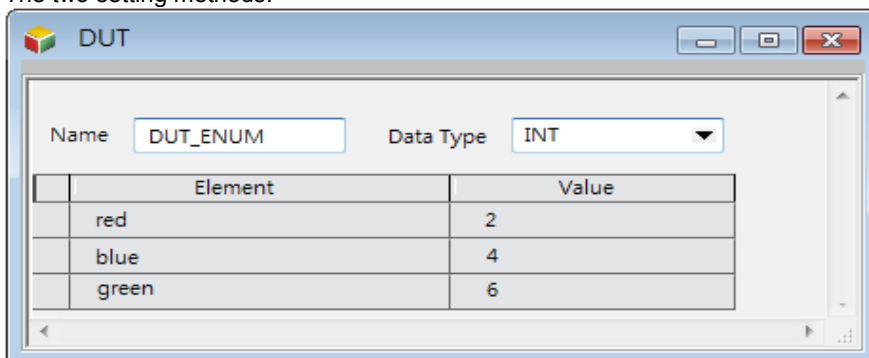 The two setting methods:
DUT
Name DUT_ENUM Data Type INT
Element Value
red 2
blue 4
green 6